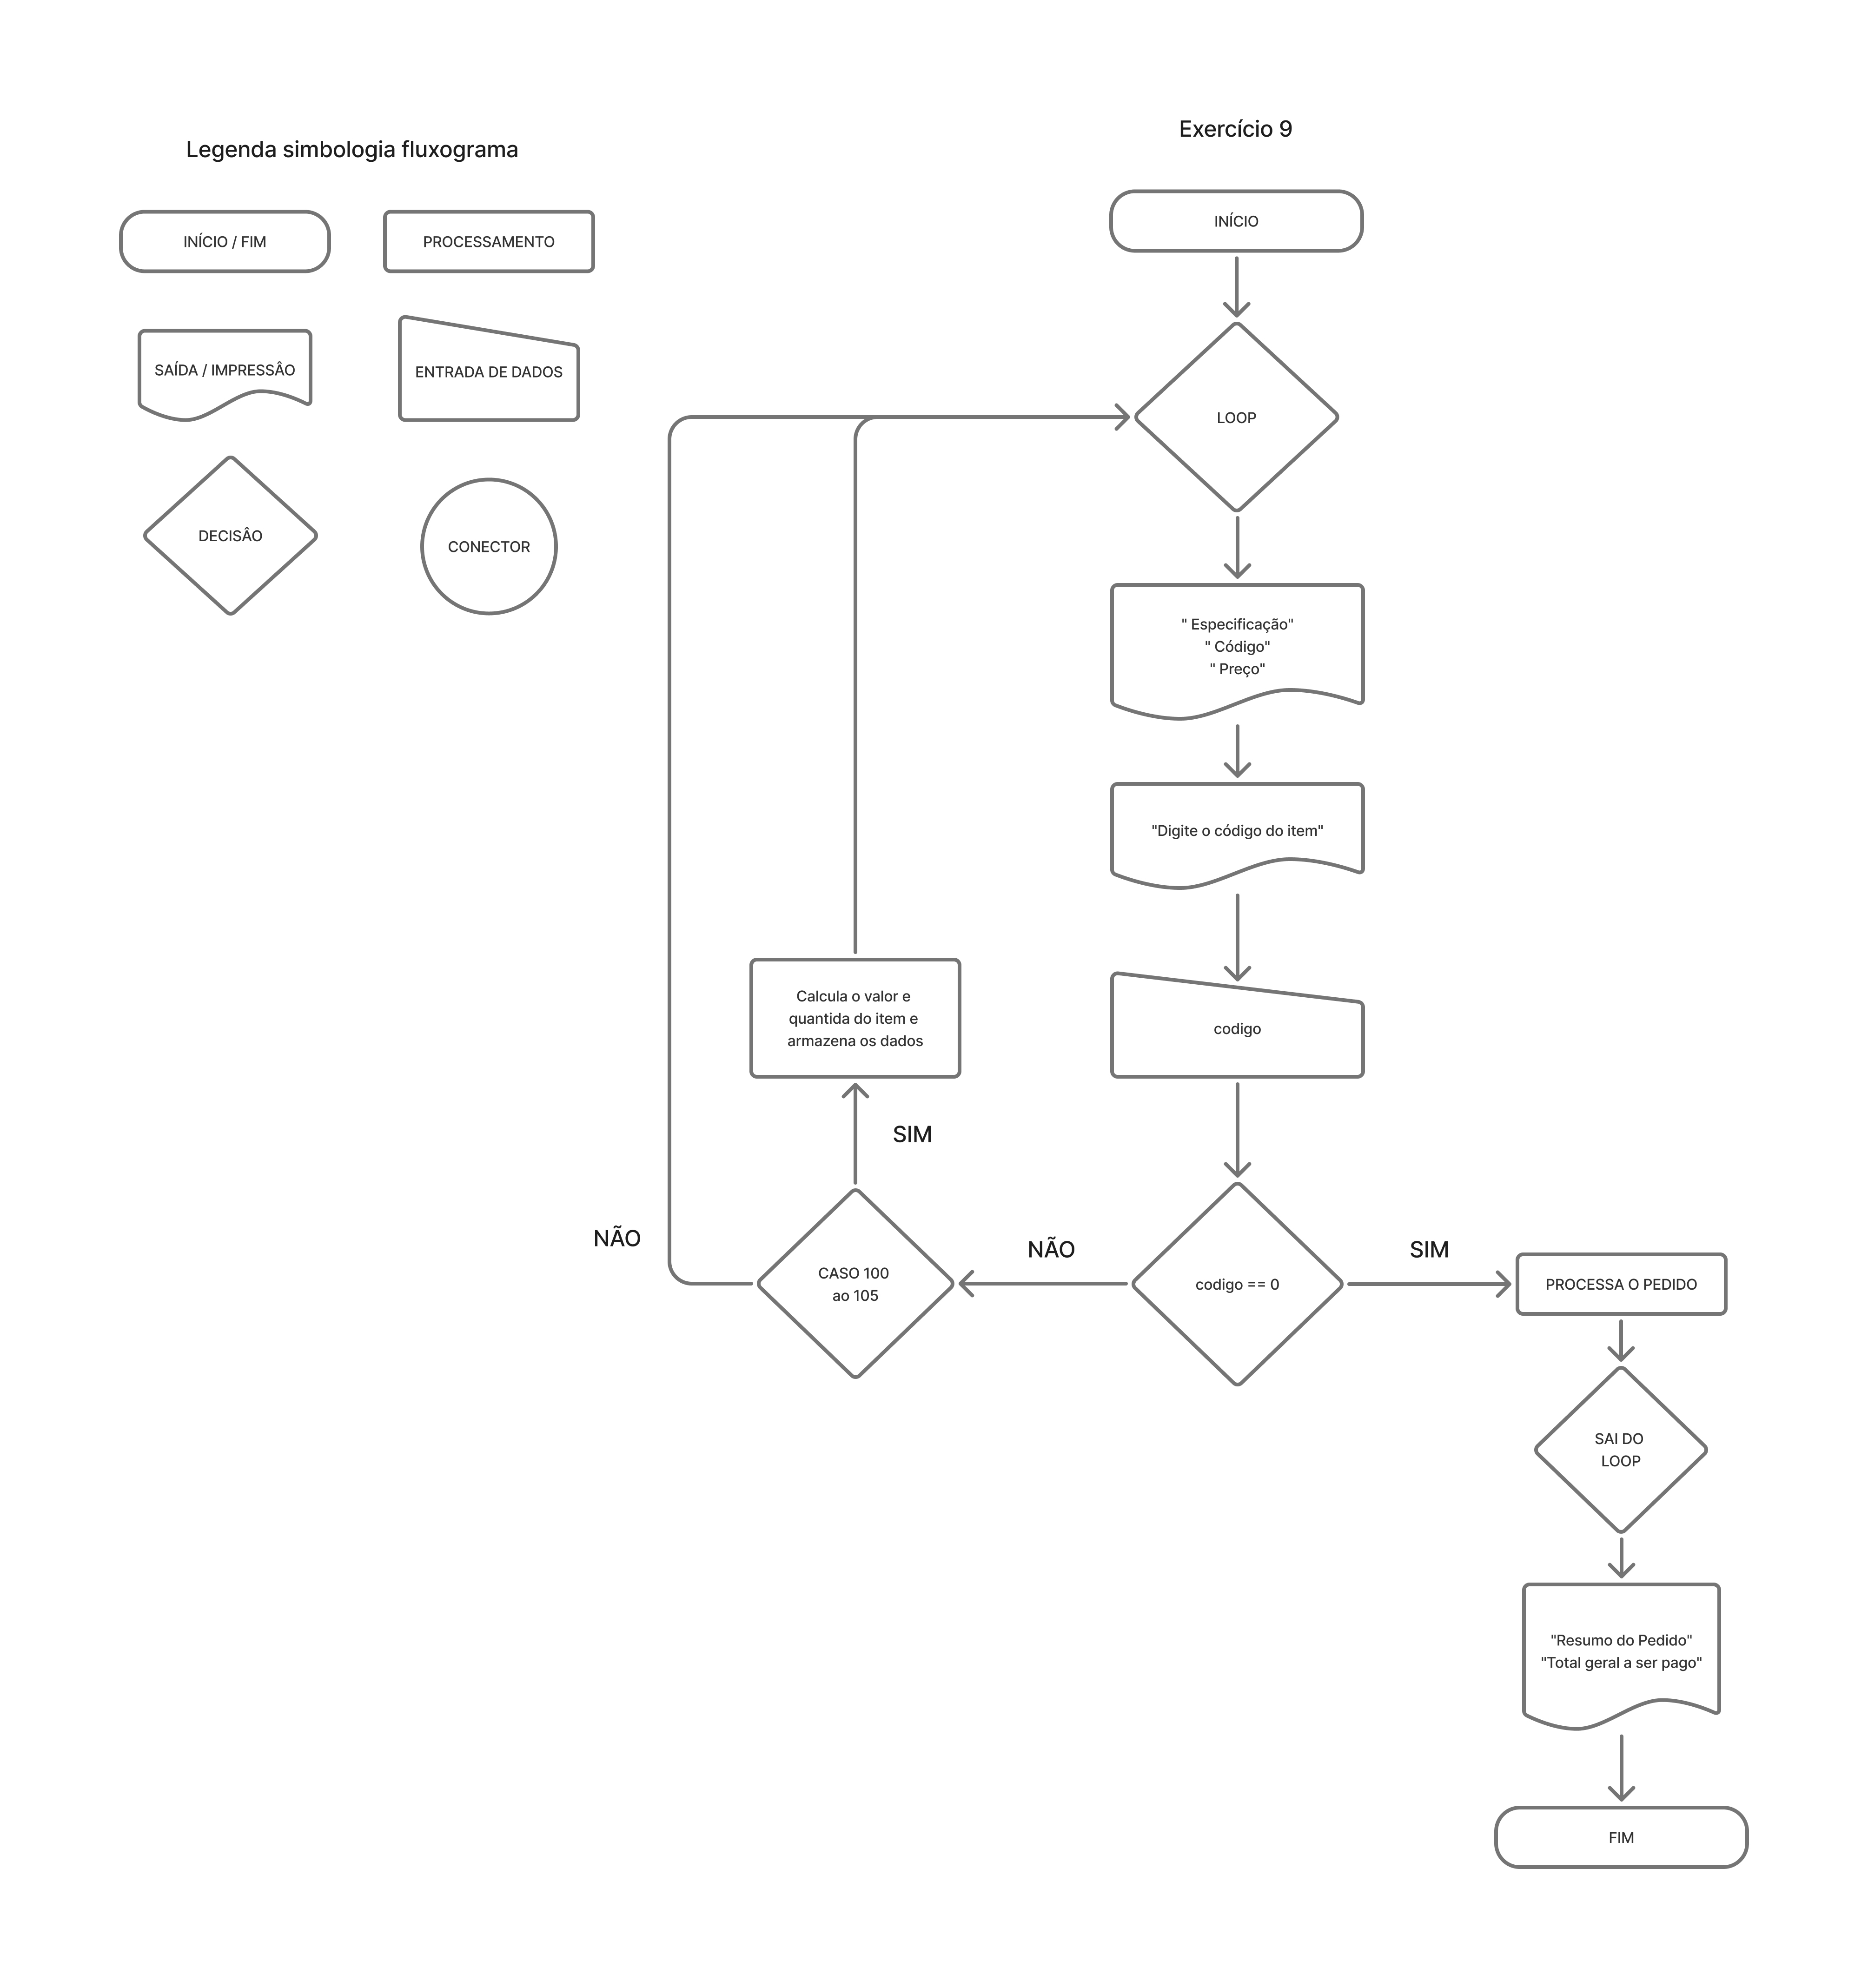 Legenda simbologia fluxograma
INÍCIO / FIM
PROCESSAMENTO
SAÍDA / IMPRESSÂO
ENTRADA DE DADOS
DECISÂO
CONECTOR
Exercício 9
INÍCIO
LOOP
" Especificação"
" Código"
" Preço"
"Digite o código do item"
codigo
codigo == 0
NÃO
SIM
CASO 100
ao 105
SIM
NÃO
Calcula o valor e
quantida do item e
armazena os dados
PROCESSA O PEDIDO
SAI DO
LOOP
"Resumo do Pedido"
"Total geral a ser pago"
FIM